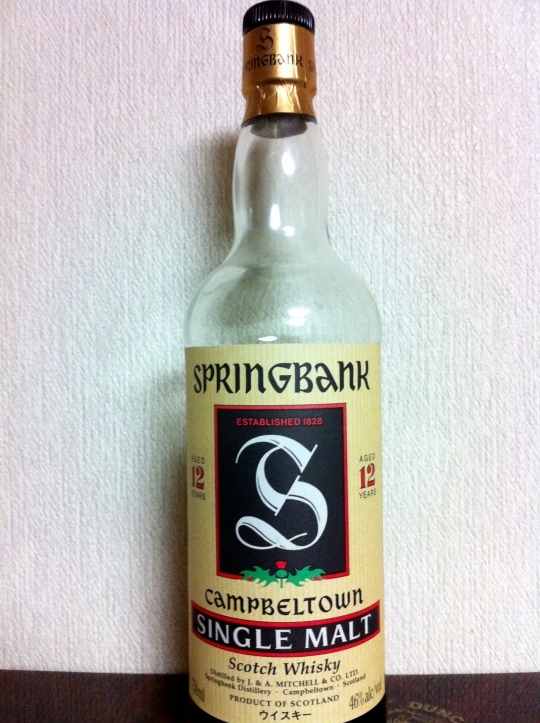 S
SPRINGBANK
SPRINGBANK
ESTABLISHED 1828
AGED
12
YEARS
S
AGED
12
YEARS
CAMPBELTOWN
SINGLE MALT
Scotch Whisky
Distilled by J. & A. MITCHELL & CO. LTD.
Springbank Distillery · Campbeltown · Scotland
PRODUCT OF SCOTLAND
46% alc/vol
ウイスキー